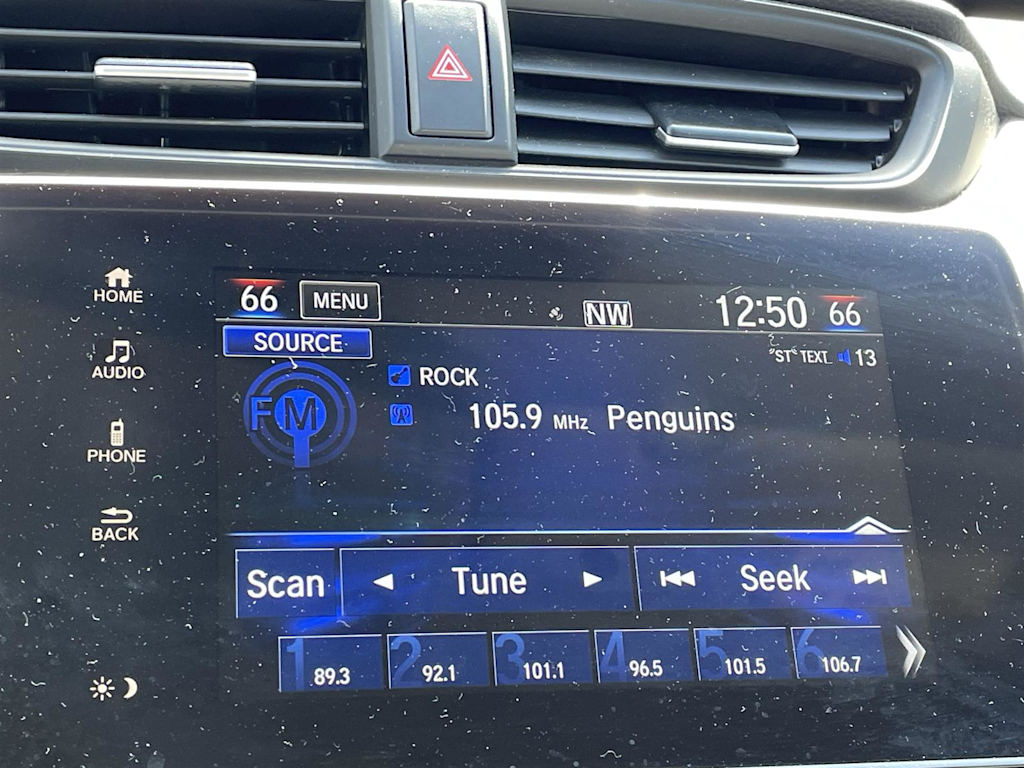 HOME
AUDIO
PHONE
BACK
66 MENU NW 12:50 66
SOURCE "ST" TEXT 13
FM
ROCK
105.9 MHz Penguins
Scan Tune Seek
1 89.3 2 92.1 3 101.1 4 96.5 5 101.5 6 106.7